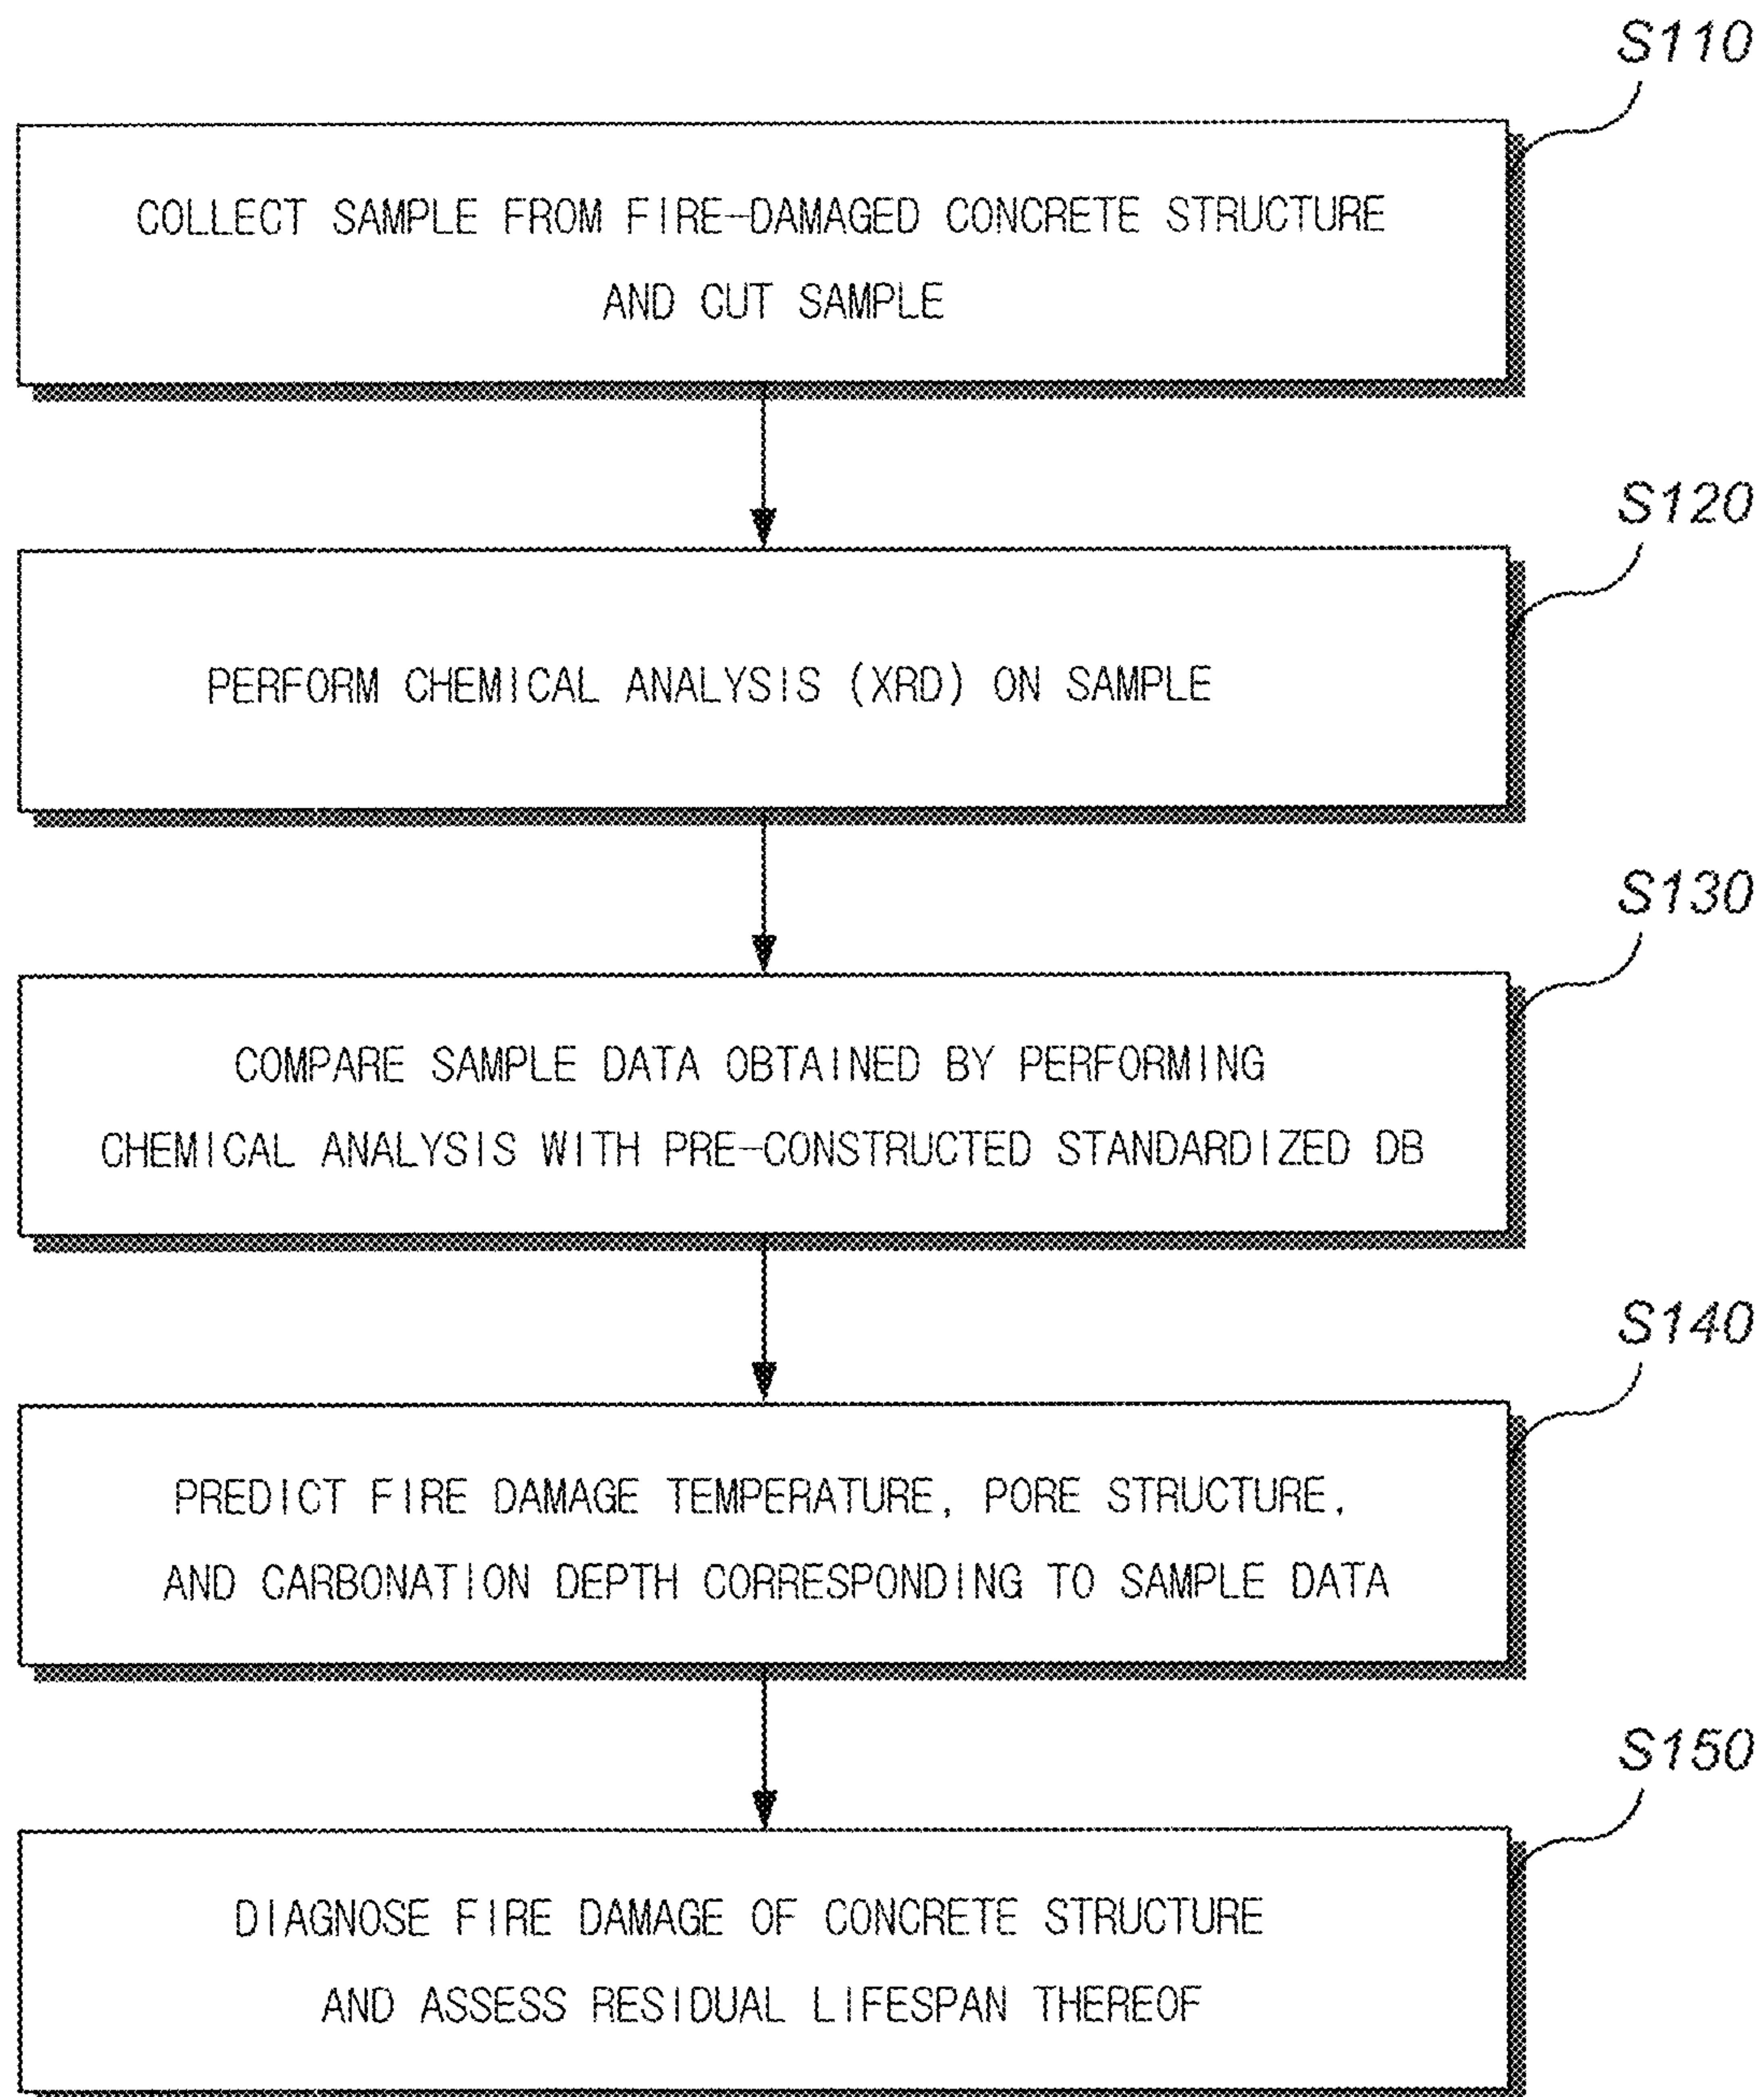 S110
COLLECT SAMPLE FROM FIRE-DAMAGED CONCRETE STRUCTURE
AND CUT SAMPLE
S120
PERFORM CHEMICAL ANALYSIS (XRD) ON SAMPLE
S130
COMPARE SAMPLE DATA OBTAINED BY PERFORMING
CHEMICAL ANALYSIS WITH PRE-CONSTRUCTED STANDARDIZED DB
S140
PREDICT FIRE DAMAGE TEMPERATURE, PORE STRUCTURE,
AND CARBONATION DEPTH CORRESPONDING TO SAMPLE DATA
S150
DIAGNOSE FIRE DAMAGE OF CONCRETE STRUCTURE
AND ASSESS RESIDUAL LIFESPAN THEREOF